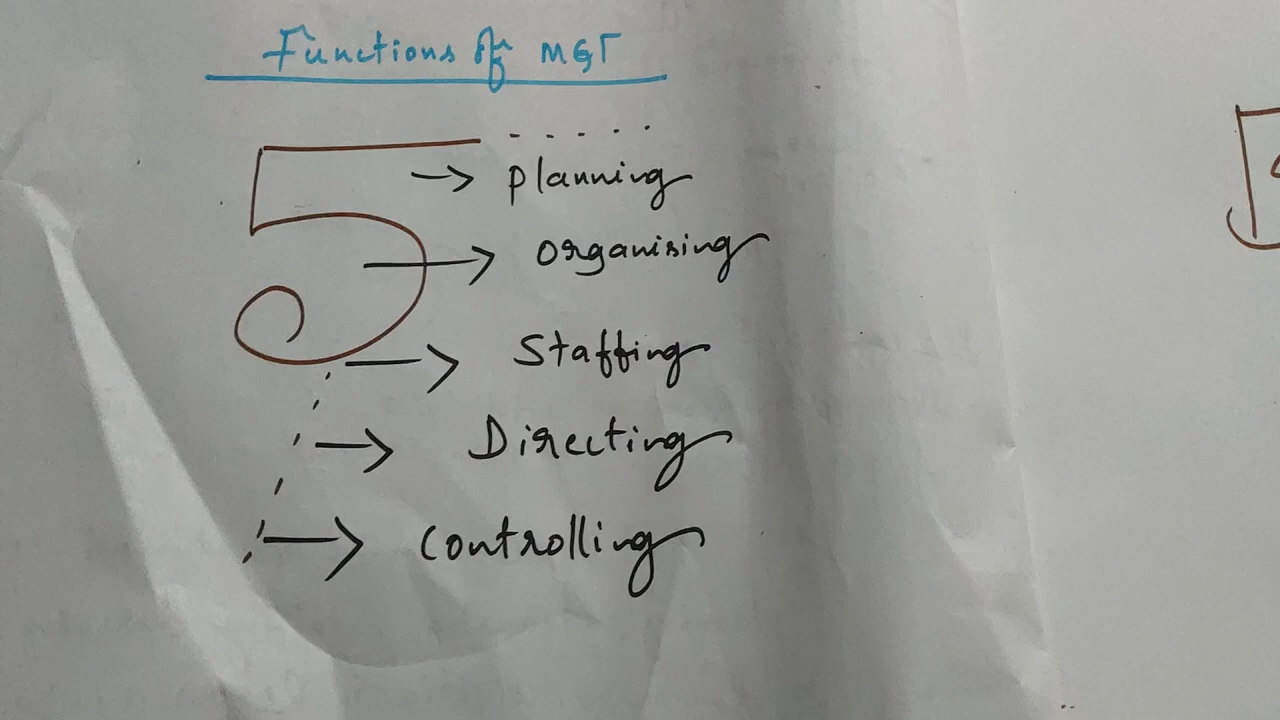 Functions of MGT
5 .....
→ Planning
→ Organising
→ Staffing
→ Directing
→ Controlling